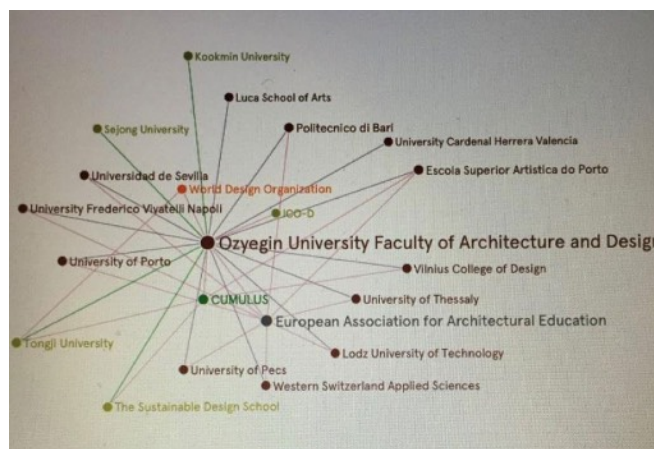 Kookmin University
Luca School of Arts
Sejong University
Politecnico di Bari
University Cardenal Herrera Valencia
Universidad de Sevilla
Escola Superior Artistica do Porto
World Design Organization
University Frederico Viyatelli Napoli
Ozyegin University Faculty of Architecture and Desig
University of Porto
Vilnius College of Design
CUMULUS
University of Thessaly
European Association for Architectural Education
Tongji University
Lodz University of Technology
University of Pecs
Western Switzerland Applied Sciences
The Sustainable Design School